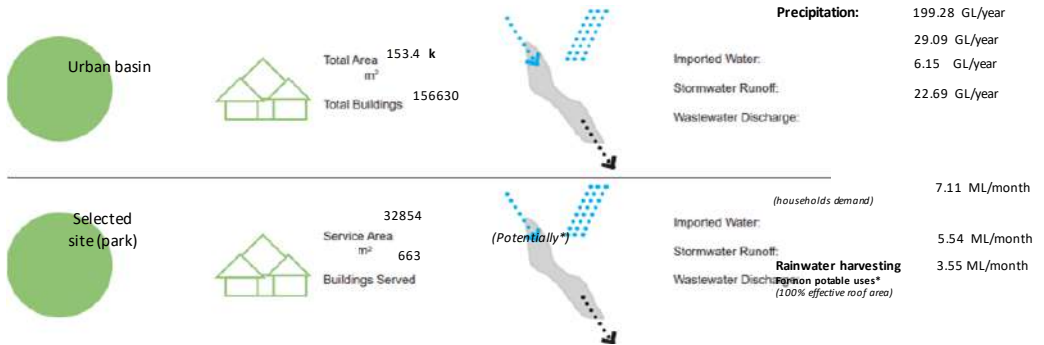 Precipitation: 199.28 GL/year
Urban basin
Total Area 153.4 k
m²
Total Buildings 156630
Imported Water: 29.09 GL/year
Stormwater Runoff: 6.15 GL/year
Wastewater Discharge: 22.69 GL/year
Selected
site (park)
32854
Service Area
m²
663
Buildings Served
(Potentially*)
(households demand)
7.11 ML/month
Imported Water:
Stormwater Runoff:
5.54 ML/month
Rainwater harvesting
3.55 ML/month
Wastewater Discharge:
For non potable uses*
(100% effective roof area)